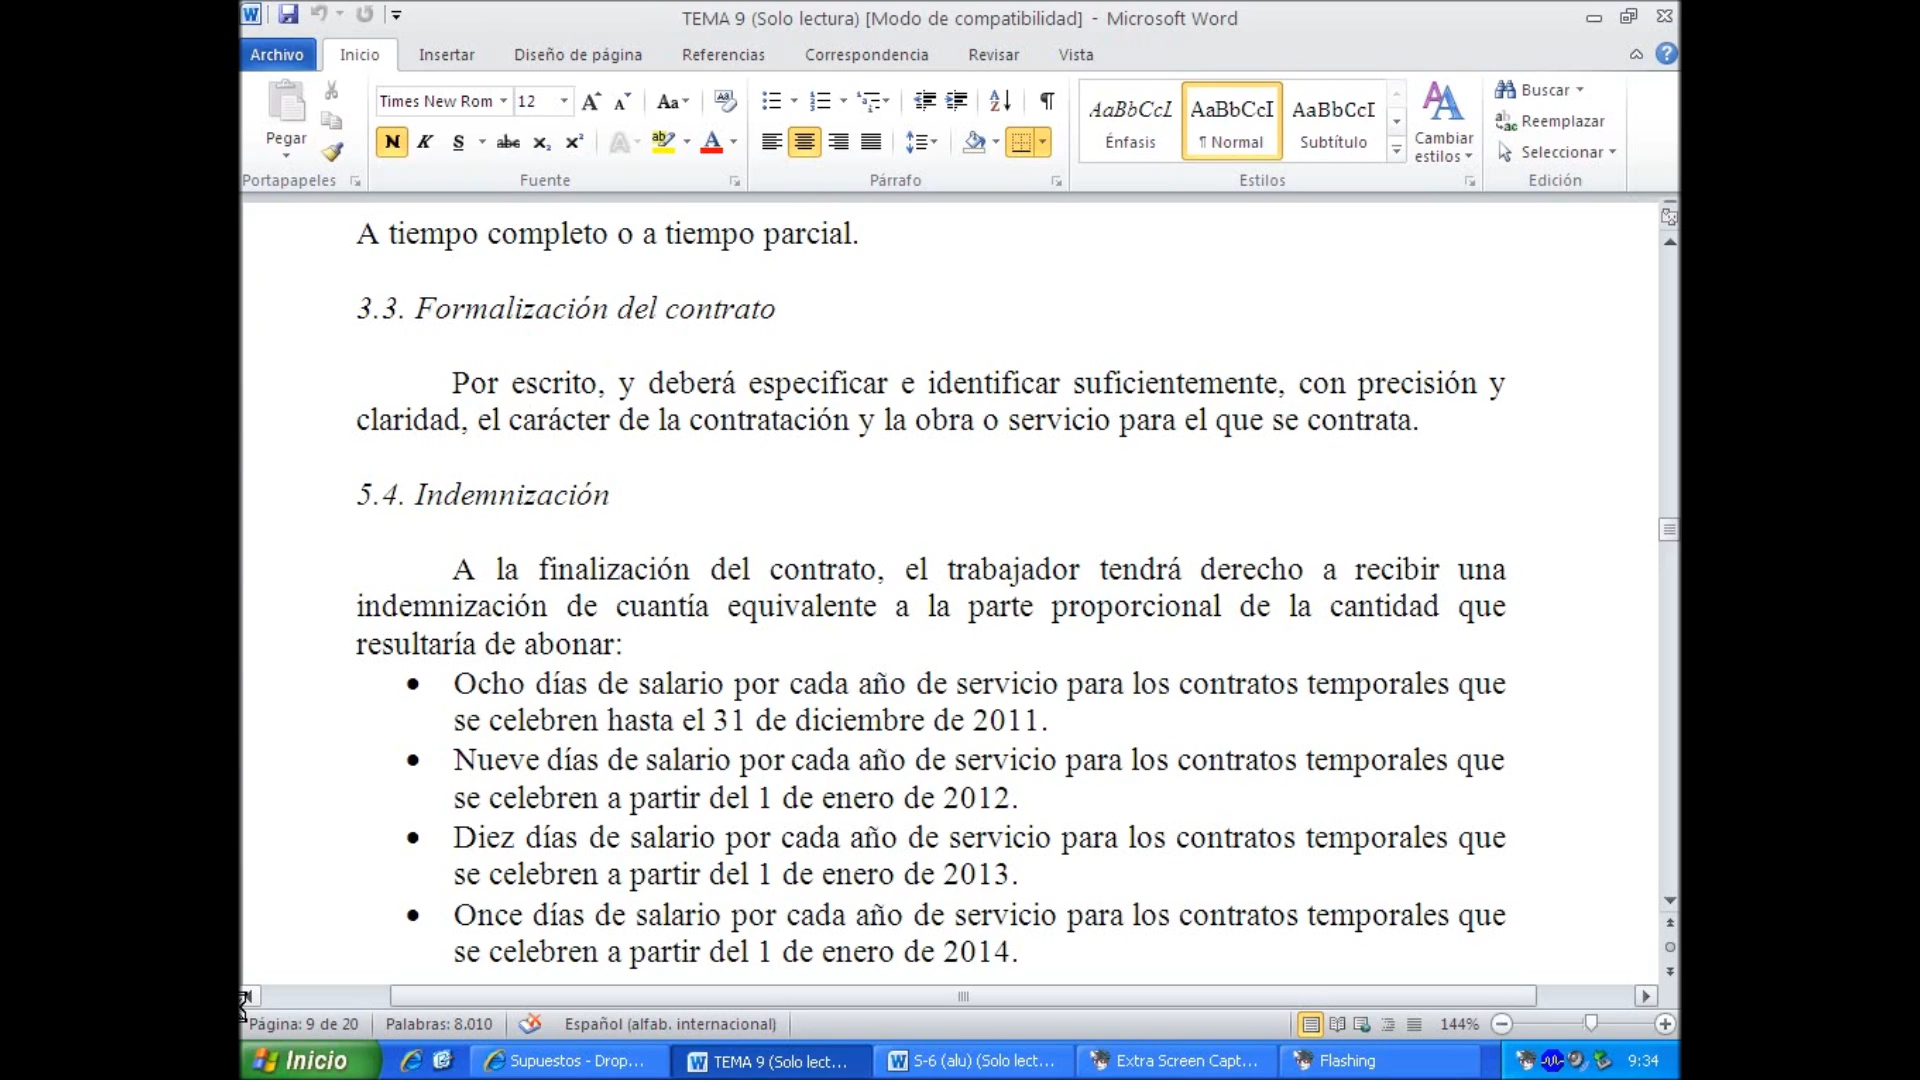 TEMA 9 (Solo lectura) [Modo de compatibilidad] - Microsoft Word
Archivo Inicio Insertar Diseño de página Referencias Correspondencia Revisar Vista
Times New Rom 12 Aa AaBbCcI AaBbCcI AaBbCcI Buscar
Reemplazar
Pegar N K S abc x₂ x² A Énfasis ¶ Normal Subtítulo Cambiar estilos Seleccionar
Portapapeles Fuente Párrafo Estilos Edición
A tiempo completo o a tiempo parcial.
3.3. Formalización del contrato
Por escrito, y deberá especificar e identificar suficientemente, con precisión y
claridad, el carácter de la contratación y la obra o servicio para el que se contrata.
5.4. Indemnización
A la finalización del contrato, el trabajador tendrá derecho a recibir una
indemnización de cuantía equivalente a la parte proporcional de la cantidad que
resultaría de abonar:
• Ocho días de salario por cada año de servicio para los contratos temporales que
se celebren hasta el 31 de diciembre de 2011.
• Nueve días de salario por cada año de servicio para los contratos temporales que
se celebren a partir del 1 de enero de 2012.
• Diez días de salario por cada año de servicio para los contratos temporales que
se celebren a partir del 1 de enero de 2013.
• Once días de salario por cada año de servicio para los contratos temporales que
se celebren a partir del 1 de enero de 2014.
Página: 9 de 20 Palabras: 8.010 Español (alfab. internacional) 144%
Inicio Supuestos - Drop... TEMA 9 (Solo lect... S-6 (alu) (Solo lect... Extra Screen Capt... Flashing 9:34